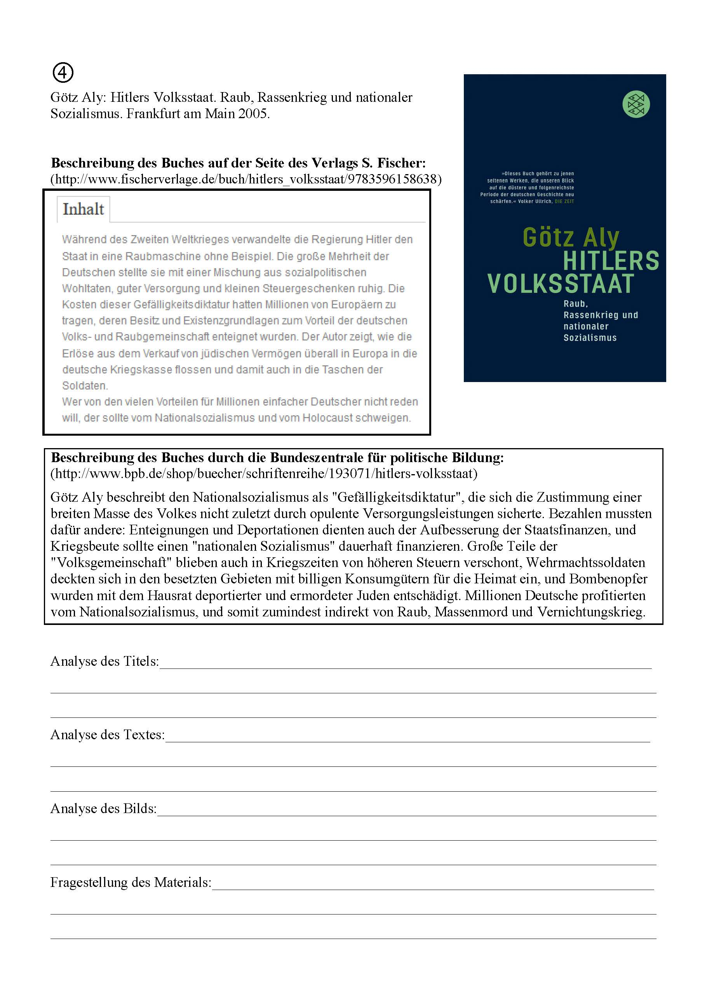 ④
Götz Aly: Hitlers Volksstaat. Raub, Rassenkrieg und nationaler
Sozialismus. Frankfurt am Main 2005.
Beschreibung des Buches auf der Seite des Verlags S. Fischer:
(http://www.fischerverlage.de/buch/hitlers_volksstaat/9783596158638)
Inhalt
Während des Zweiten Weltkrieges verwandelte die Regierung Hitler den
Staat in eine Raubmaschine ohne Beispiel. Die große Mehrheit der
Deutschen stellte sie mit einer Mischung aus sozialpolitischen
Wohltaten, guter Versorgung und kleinen Steuergeschenken ruhig. Die
Kosten dieser Gefälligkeitsdiktatur hatten Millionen von Europäern zu
tragen, deren Besitz und Existenzgrundlagen zum Vorteil der deutschen
Volks- und Raubgemeinschaft enteignet wurden. Der Autor zeigt, wie die
Erlöse aus dem Verkauf von jüdischen Vermögen überall in Europa in die
deutsche Kriegskasse flossen und damit auch in die Taschen der
Soldaten.
Wer von den vielen Vorteilen für Millionen einfacher Deutscher nicht reden
will, der sollte vom Nationalsozialismus und vom Holocaust schweigen.
»Dieses Buch gehört zu jenen
seltenen Werken, die unseren Blick
auf die düstere und folgenreichste
Periode der deutschen Geschichte neu
schärfen.« Volker Ullrich, DIE ZEIT
Götz Aly
HITLERS
VOLKSSTAAT
Raub,
Rassenkrieg und
nationaler
Sozialismus
Beschreibung des Buches durch die Bundeszentrale für politische Bildung:
(http://www.bpb.de/shop/buecher/schriftenreihe/193071/hitlers-volksstaat)
Götz Aly beschreibt den Nationalsozialismus als "Gefälligkeitsdiktatur", die sich die Zustimmung einer
breiten Masse des Volkes nicht zuletzt durch opulente Versorgungsleistungen sicherte. Bezahlen mussten
dafür andere: Enteignungen und Deportationen dienten auch der Aufbesserung der Staatsfinanzen, und
Kriegsbeute sollte einen "nationalen Sozialismus" dauerhaft finanzieren. Große Teile der
"Volksgemeinschaft" blieben auch in Kriegszeiten von höheren Steuern verschont, Wehrmachtssoldaten
deckten sich in den besetzten Gebieten mit billigen Konsumgütern für die Heimat ein, und Bombenopfer
wurden mit dem Hausrat deportierter und ermordeter Juden entschädigt. Millionen Deutsche profitierten
vom Nationalsozialismus, und somit zumindest indirekt von Raub, Massenmord und Vernichtungskrieg.
Analyse des Titels:
Analyse des Textes:
Analyse des Bilds:
Fragestellung des Materials: